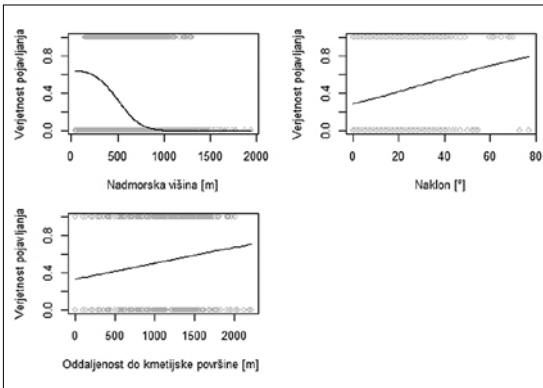 Verjetnost pojavljanja
0.0 0.4 0.8
0 500 1000 1500 2000
Nadmorska višina [m]
Verjetnost pojavljanja
0.0 0.4 0.8
0 20 40 60 80
Naklon [°]
Verjetnost pojavljanja
0.0 0.4 0.8
0 500 1000 1500 2000
Oddaljenost do kmetijske površine [m]